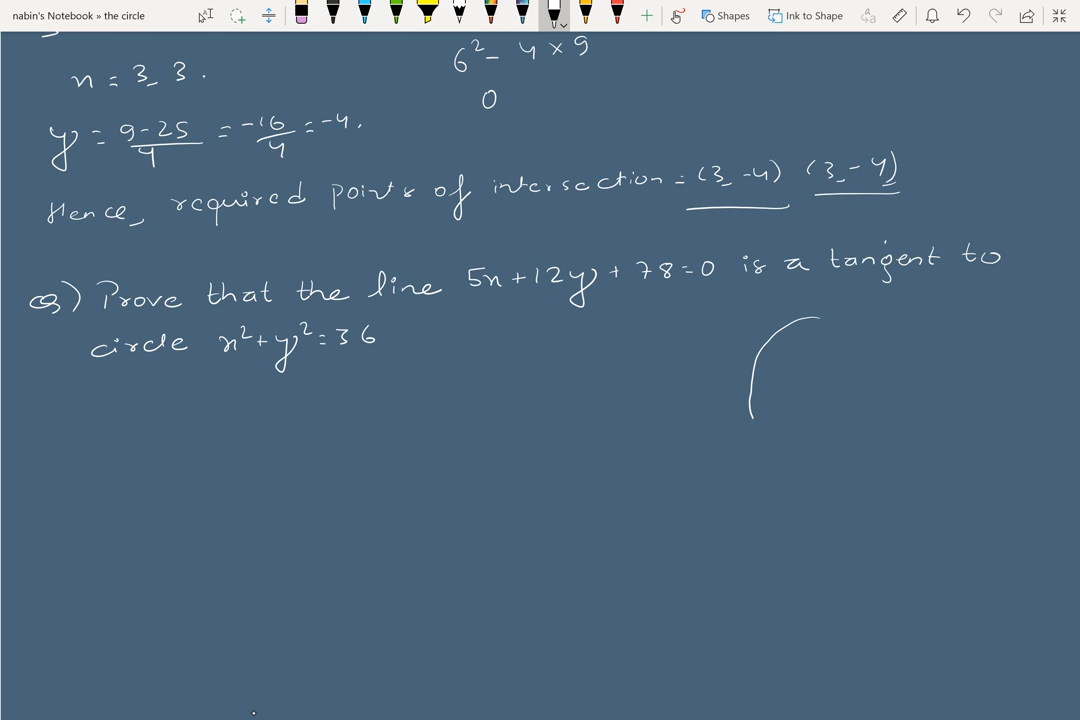 nabin's Notebook » the circle
Shapes
Ink to Shape
6² - 4 × 9
x = 3, 3.
0
y = 9-25/4 = -16/4 = -4.
Hence, required points of intersection = (3, -4) (3, -4)
Q) Prove that the line 5x + 12y + 78 = 0 is a tangent to
circle x² + y² = 36